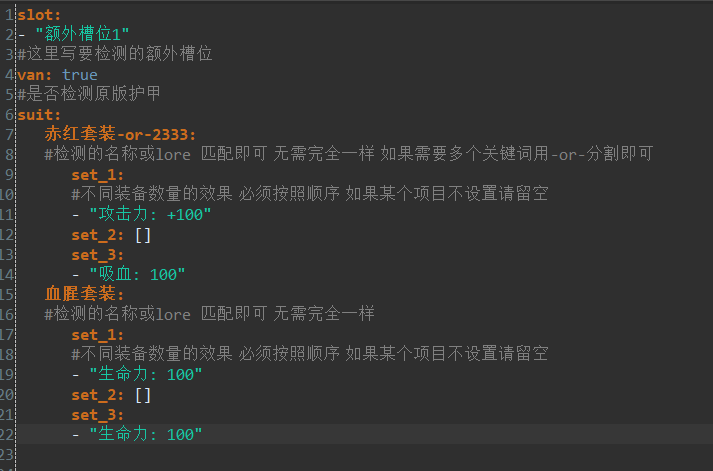 1 slot:
2 - "额外槽位1"
3 #这里写要检测的额外槽位
4 van: true
5 #是否检测原版护甲
6 suit:
7 赤红套装-or-2333:
8 #检测的名称或lore 匹配即可 无需完全一样 如果需要多个关键词用-or-分割即可
9 set_1:
10 #不同装备数量的效果 必须按照顺序 如果某个项目不设置请留空
11 - "攻击力: +100"
12 set_2: []
13 set_3:
14 - "吸血: 100"
15 血腥套装:
16 #检测的名称或lore 匹配即可 无需完全一样
17 set_1:
18 #不同装备数量的效果 必须按照顺序 如果某个项目不设置请留空
19 - "生命力: 100"
20 set_2: []
21 set_3:
22 - "生命力: 100"
23